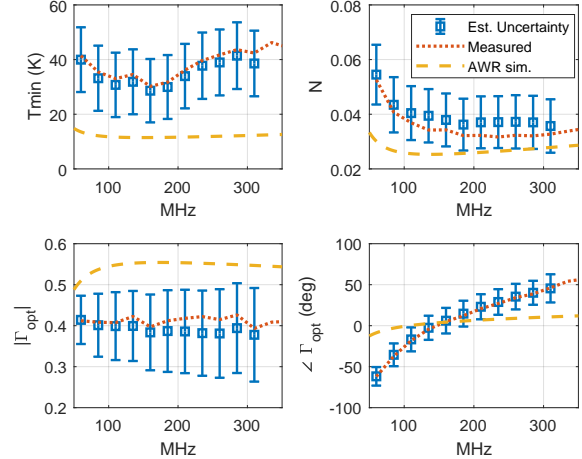 60
40
20
0
Tmin (K)
100
200
300
MHz
0.08
0.06
0.04
0.02
N
Est. Uncertainty
Measured
AWR sim.
100
200
300
MHz
0.6
0.5
0.4
0.3
0.2
|Γopt|
100
200
300
MHz
100
50
0
-50
-100
∠ Γopt (deg)
100
200
300
MHz